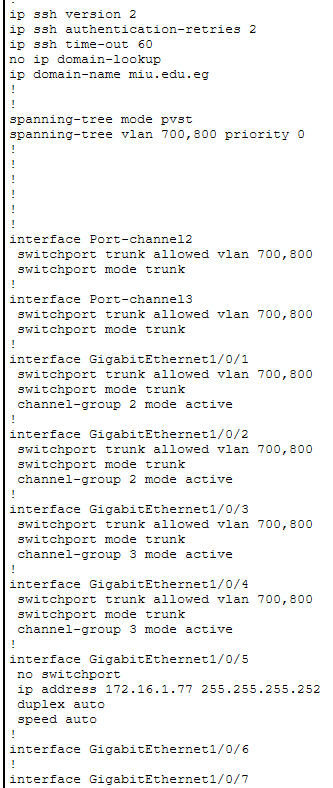 !
ip ssh version 2
ip ssh authentication-retries 2
ip ssh time-out 60
no ip domain-lookup
ip domain-name miu.edu.eg
!
!
spanning-tree mode pvst
spanning-tree vlan 700,800 priority 0
!
!
!
!
!
!
interface Port-channel2
 switchport trunk allowed vlan 700,800
 switchport mode trunk
!
interface Port-channel3
 switchport trunk allowed vlan 700,800
 switchport mode trunk
!
interface GigabitEthernet1/0/1
 switchport trunk allowed vlan 700,800
 switchport mode trunk
 channel-group 2 mode active
!
interface GigabitEthernet1/0/2
 switchport trunk allowed vlan 700,800
 switchport mode trunk
 channel-group 2 mode active
!
interface GigabitEthernet1/0/3
 switchport trunk allowed vlan 700,800
 switchport mode trunk
 channel-group 3 mode active
!
interface GigabitEthernet1/0/4
 switchport trunk allowed vlan 700,800
 switchport mode trunk
 channel-group 3 mode active
!
interface GigabitEthernet1/0/5
 no switchport
 ip address 172.16.1.77 255.255.255.252
 duplex auto
 speed auto
!
interface GigabitEthernet1/0/6
!
interface GigabitEthernet1/0/7